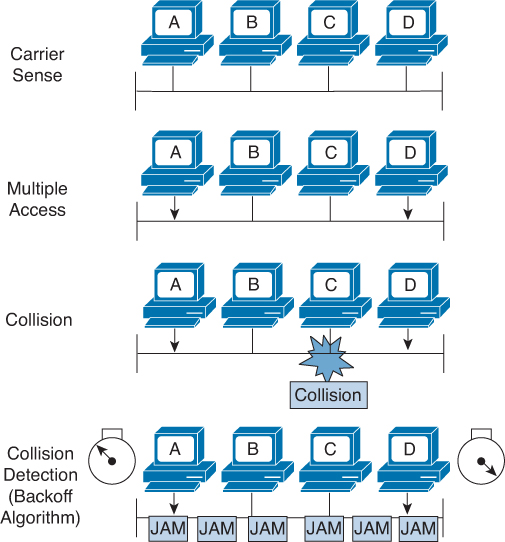 A B C D
Carrier
Sense
A B C D
Multiple
Access
A B C D
Collision
Collision
A B C D
Collision
Detection
(Backoff
Algorithm)
JAM JAM JAM JAM JAM JAM